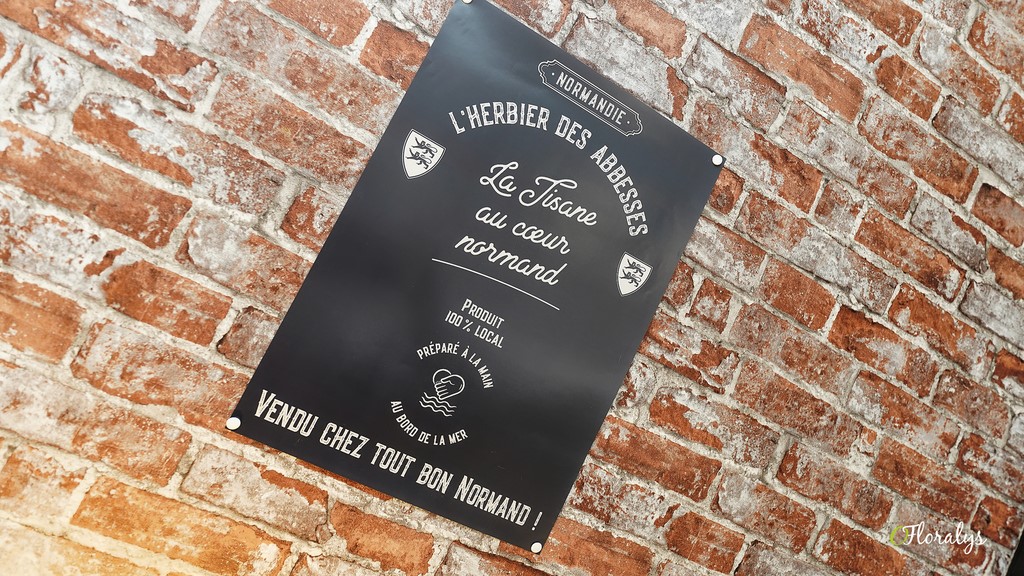 NORMANDIE
L'HERBIER DES ABBESSES
La Tisane
au cœur
normand
PRODUIT
100% LOCAL
PRÉPARÉ À LA MAIN
AU BORD DE LA MER
VENDU CHEZ TOUT BON NORMAND !
Floralys